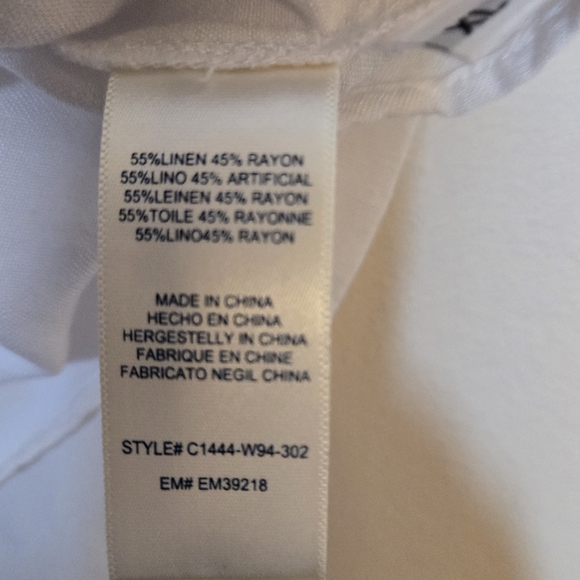 XL
55%LINEN 45% RAYON
55%LINO 45% ARTIFICIAL
55%LEINEN 45% RAYON
55%TOILE 45% RAYONNE
55%LINO45% RAYON
MADE IN CHINA
HECHO EN CHINA
HERGESTELLY IN CHINA
FABRIQUE EN CHINE
FABRICATO NEGIL CHINA
STYLE# C1444-W94-302
EM# EM39218